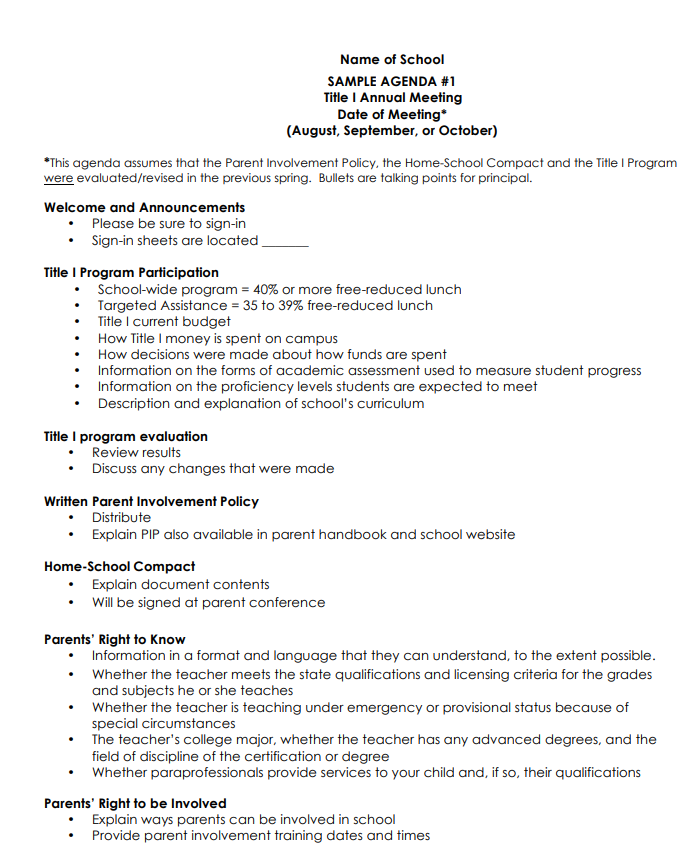 Name of School
SAMPLE AGENDA #1
Title I Annual Meeting
Date of Meeting*
(August, September, or October)
*This agenda assumes that the Parent Involvement Policy, the Home-School Compact and the Title I Program
were evaluated/revised in the previous spring. Bullets are talking points for principal.
Welcome and Announcements
• Please be sure to sign-in
• Sign-in sheets are located _______
Title I Program Participation
• School-wide program = 40% or more free-reduced lunch
• Targeted Assistance = 35 to 39% free-reduced lunch
• Title I current budget
• How Title I money is spent on campus
• How decisions were made about how funds are spent
• Information on the forms of academic assessment used to measure student progress
• Information on the proficiency levels students are expected to meet
• Description and explanation of school's curriculum
Title I program evaluation
• Review results
• Discuss any changes that were made
Written Parent Involvement Policy
• Distribute
• Explain PIP also available in parent handbook and school website
Home-School Compact
• Explain document contents
• Will be signed at parent conference
Parents' Right to Know
• Information in a format and language that they can understand, to the extent possible.
• Whether the teacher meets the state qualifications and licensing criteria for the grades
and subjects he or she teaches
• Whether the teacher is teaching under emergency or provisional status because of
special circumstances
• The teacher's college major, whether the teacher has any advanced degrees, and the
field of discipline of the certification or degree
• Whether paraprofessionals provide services to your child and, if so, their qualifications
Parents' Right to be Involved
• Explain ways parents can be involved in school
• Provide parent involvement training dates and times